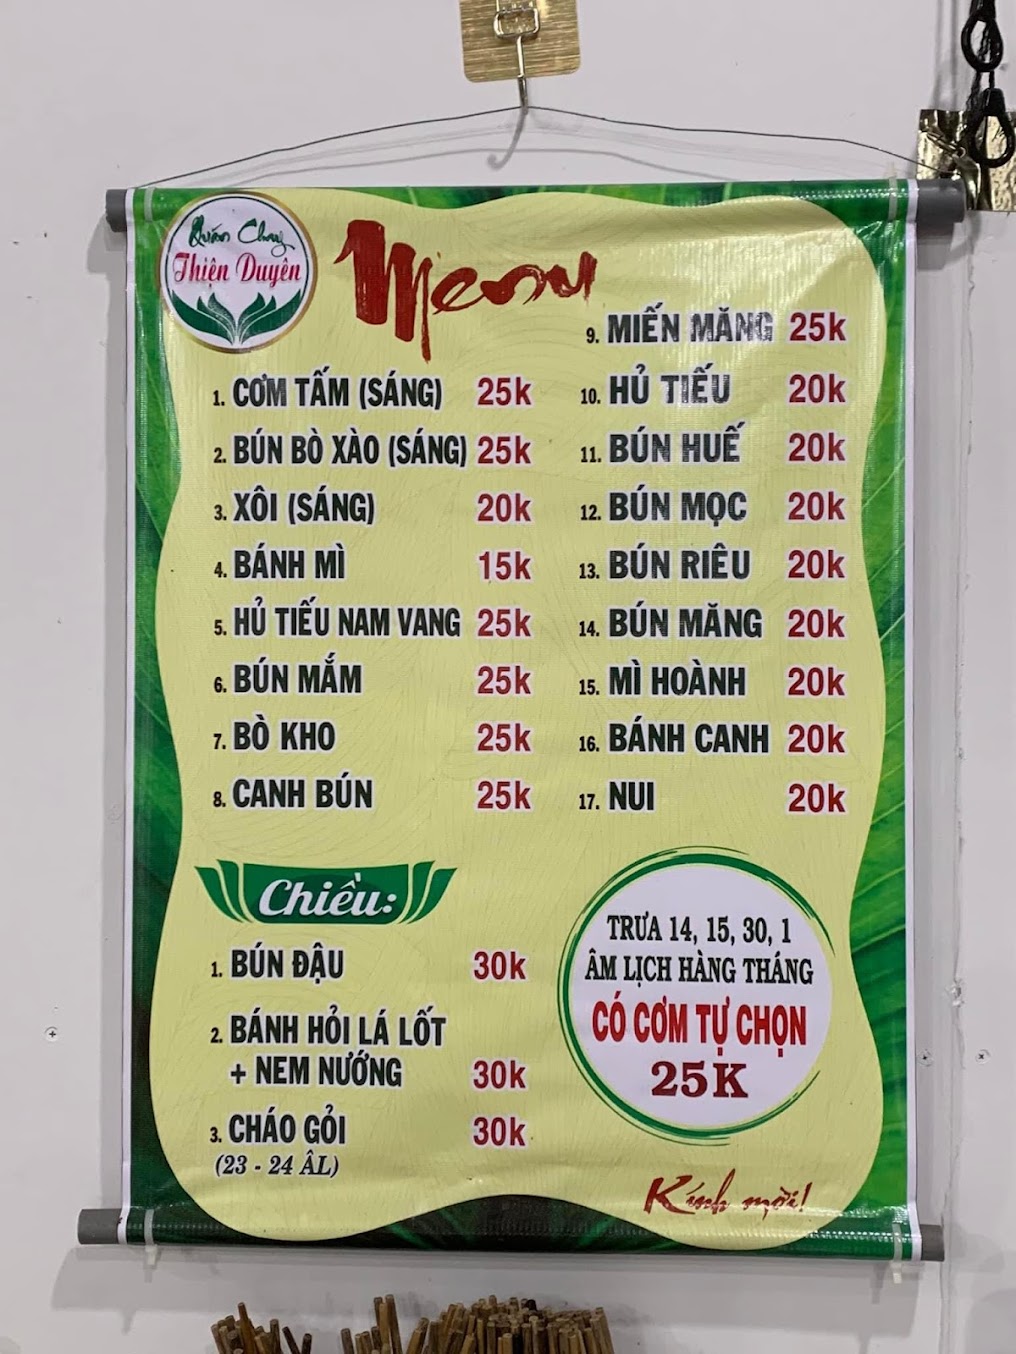 Quán Chay
Thiện Duyên
Menu
1. CƠM TẤM (SÁNG) 25k
2. BÚN BÒ XÀO (SÁNG) 25k
3. XÔI (SÁNG) 20k
4. BÁNH MÌ 15k
5. HỦ TIẾU NAM VANG 25k
6. BÚN MẮM 25k
7. BÒ KHO 25k
8. CANH BÚN 25k
9. MIẾN MĂNG 25k
10. HỦ TIẾU 20k
11. BÚN HUẾ 20k
12. BÚN MỌC 20k
13. BÚN RIÊU 20k
14. BÚN MĂNG 20k
15. MÌ HOÀNH 20k
16. BÁNH CANH 20k
17. NUI 20k
Chiều:
1. BÚN ĐẬU 30k
2. BÁNH HỎI LÁ LỐT
+ NEM NƯỚNG 30k
3. CHÁO GỎI 30k
(23 - 24 ÂL)
TRƯA 14, 15, 30, 1
ÂM LỊCH HÀNG THÁNG
CÓ CƠM TỰ CHỌN
25K
Kính mời!